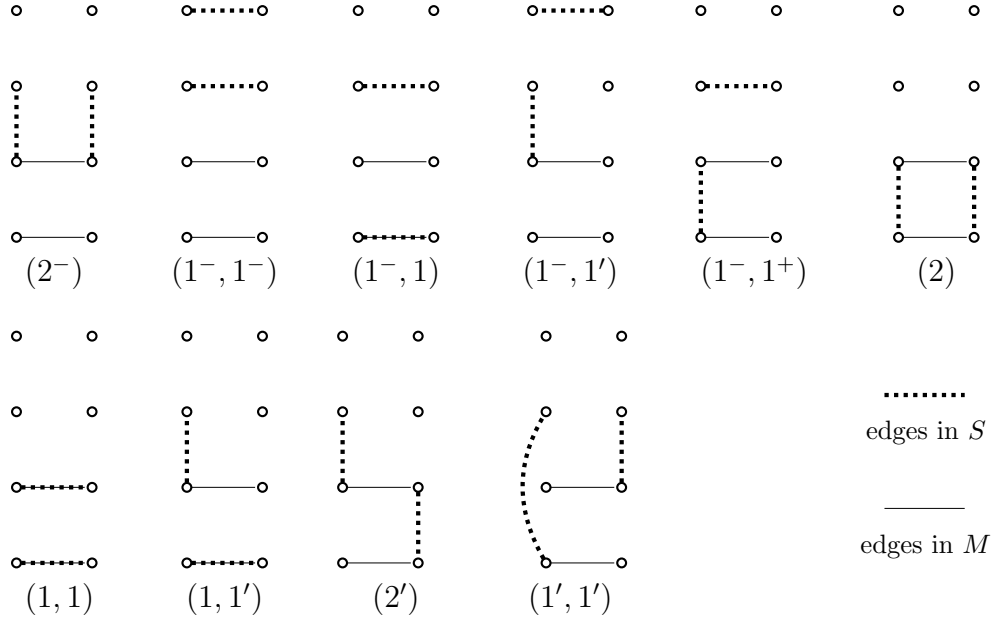 (2⁻) (1⁻, 1⁻) (1⁻, 1) (1⁻, 1′) (1⁻, 1⁺) (2)
edges in S
edges in M
(1, 1) (1, 1′) (2′) (1′, 1′)